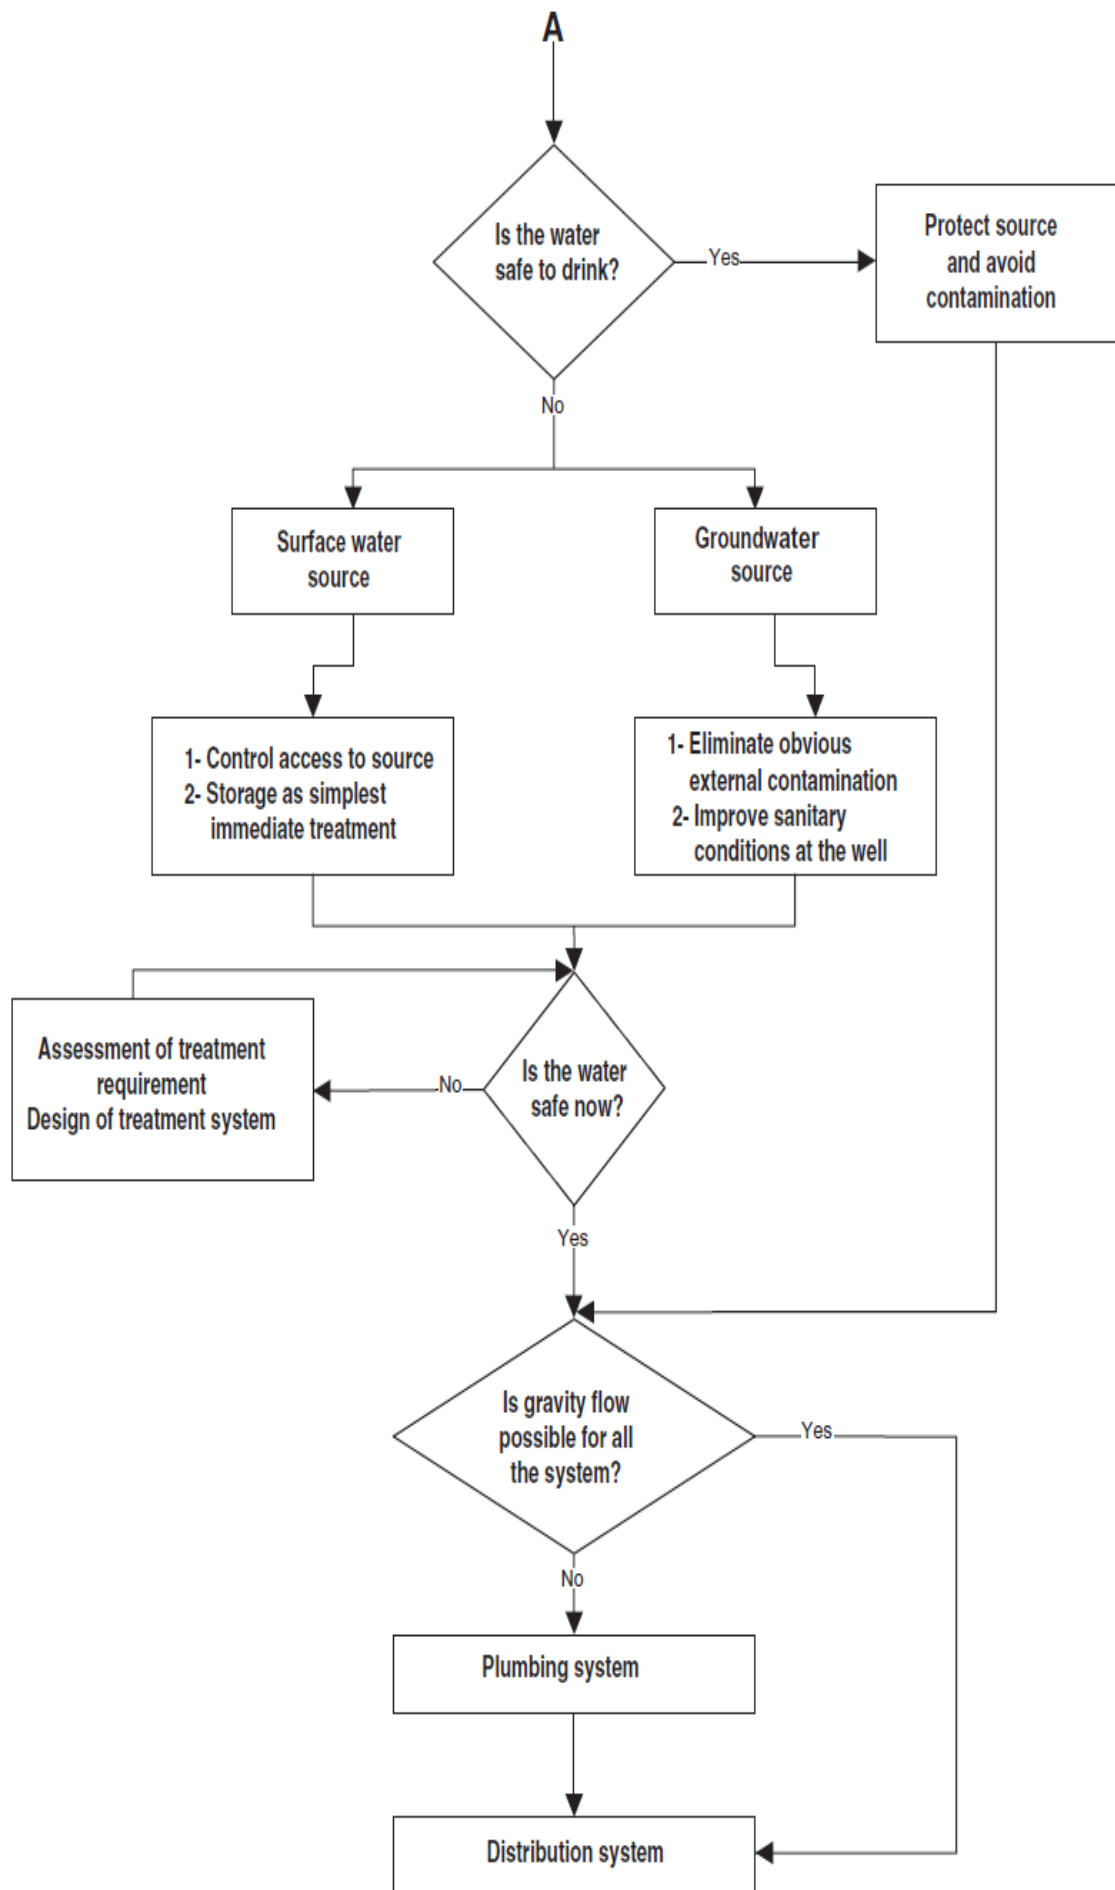 A
Is the water
safe to drink?
Yes
Protect source
and avoid
contamination
No
Surface water
source
Groundwater
source
1- Control access to source
2- Storage as simplest
immediate treatment
1- Eliminate obvious
external contamination
2- Improve sanitary
conditions at the well
Assessment of treatment
requirement
Design of treatment system
No
Is the water
safe now?
Yes
Is gravity flow
possible for all
the system?
Yes
No
Plumbing system
Distribution system